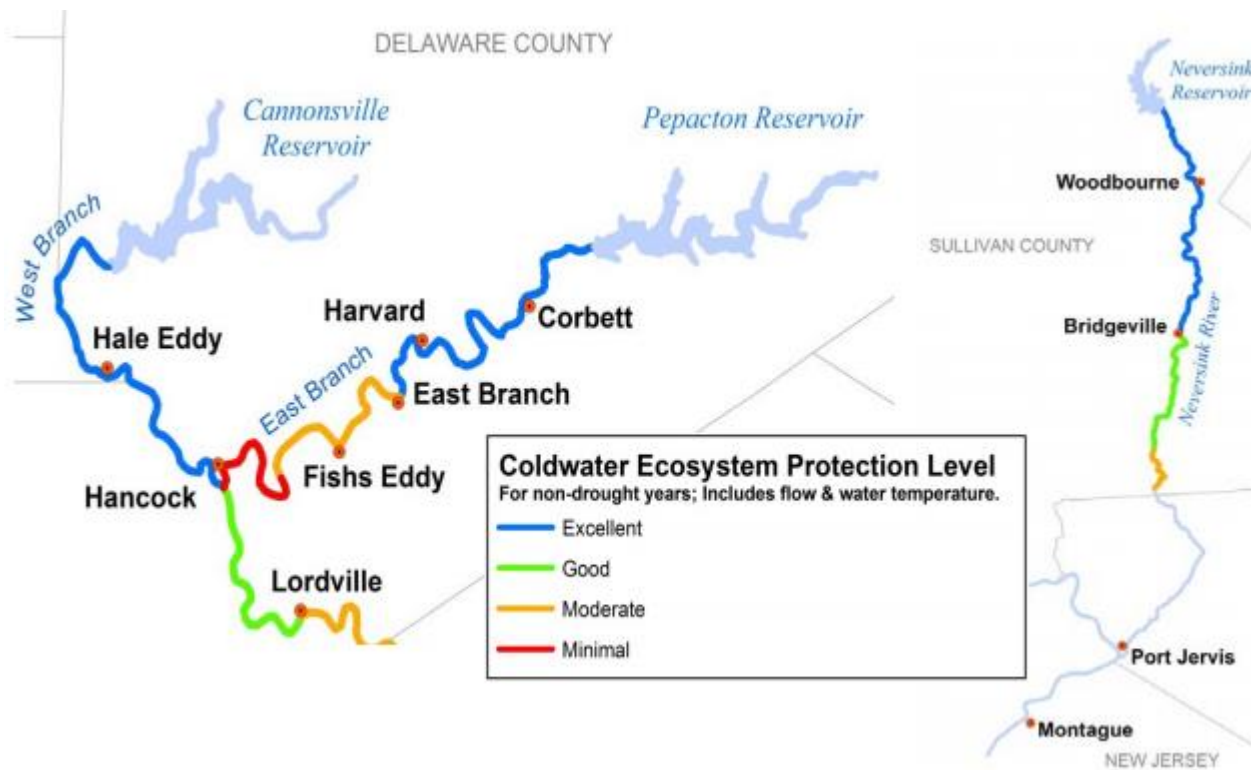 DELAWARE COUNTY
Cannonsville
Reservoir
Pepacton Reservoir
Neversink
Reservoir
Woodbourne
West Branch
SULLIVAN COUNTY
Harvard
Corbett
Hale Eddy
Bridgeville
East Branch
East Branch
Neversink River
Fishs Eddy
Hancock
Lordville
Coldwater Ecosystem Protection Level
For non-drought years; Includes flow & water temperature.
Excellent
Good
Moderate
Minimal
Port Jervis
Montague
NEW JERSEY